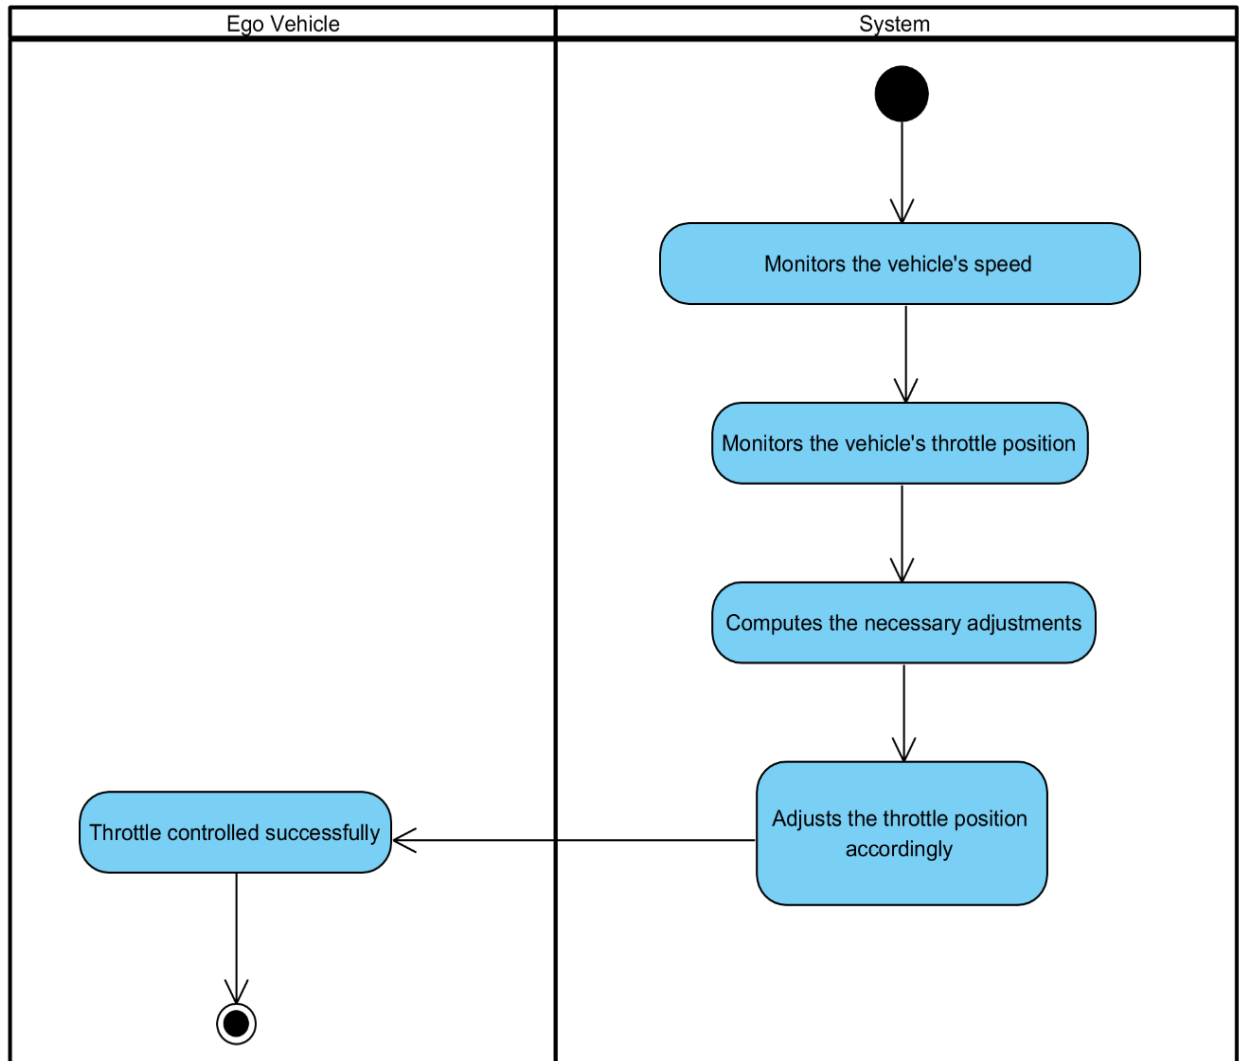 Ego Vehicle
System
Monitors the vehicle's speed
Monitors the vehicle's throttle position
Computes the necessary adjustments
Adjusts the throttle position
accordingly
Throttle controlled successfully